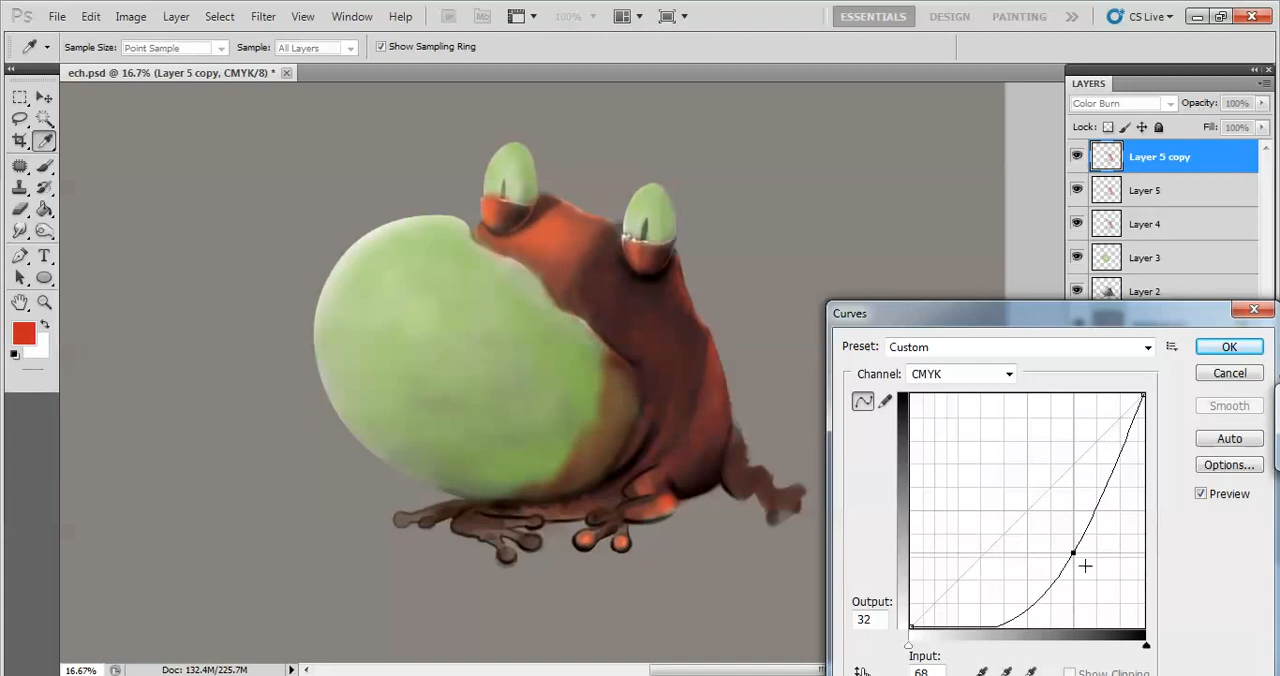 Ps File Edit Image Layer Select Filter View Window Help Br Mb 100% ESSENTIALS DESIGN PAINTING CS Live
Sample Size: Point Sample Sample: All Layers Show Sampling Ring
ech.psd @ 16.7% (Layer 5 copy, CMYK/8) *
LAYERS
Color Burn Opacity: 100%
Lock: Fill: 100%
Layer 5 copy
Layer 5
Layer 4
Layer 3
Layer 2
Curves
Preset: Custom OK
Channel: CMYK Cancel
Smooth
Auto
Options...
Preview
Output:
32
Input:
68 Show Clipping
16.67% Doc: 132.4M/225.7M